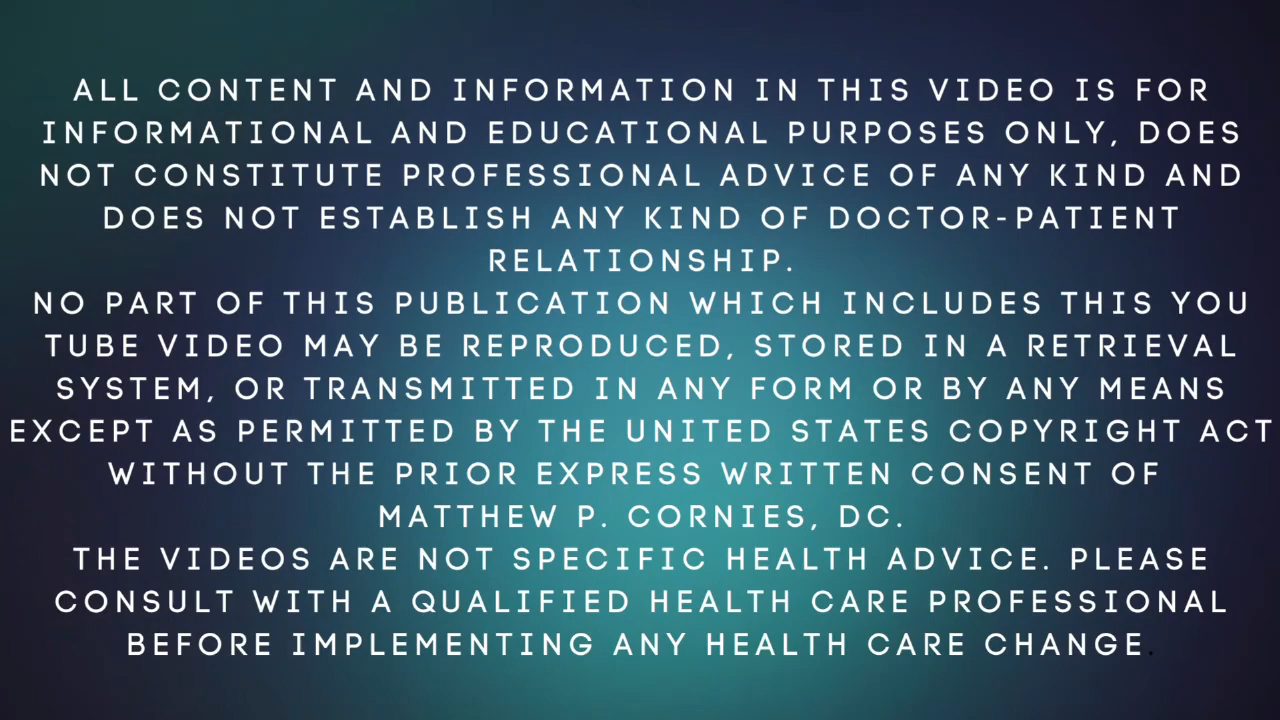 ALL CONTENT AND INFORMATION IN THIS VIDEO IS FOR
INFORMATIONAL AND EDUCATIONAL PURPOSES ONLY, DOES
NOT CONSTITUTE PROFESSIONAL ADVICE OF ANY KIND AND
DOES NOT ESTABLISH ANY KIND OF DOCTOR-PATIENT
RELATIONSHIP.
NO PART OF THIS PUBLICATION WHICH INCLUDES THIS YOU
TUBE VIDEO MAY BE REPRODUCED, STORED IN A RETRIEVAL
SYSTEM, OR TRANSMITTED IN ANY FORM OR BY ANY MEANS
EXCEPT AS PERMITTED BY THE UNITED STATES COPYRIGHT ACT
WITHOUT THE PRIOR EXPRESS WRITTEN CONSENT OF
MATTHEW P. CORNIES, DC.
THE VIDEOS ARE NOT SPECIFIC HEALTH ADVICE. PLEASE
CONSULT WITH A QUALIFIED HEALTH CARE PROFESSIONAL
BEFORE IMPLEMENTING ANY HEALTH CARE CHANGE.